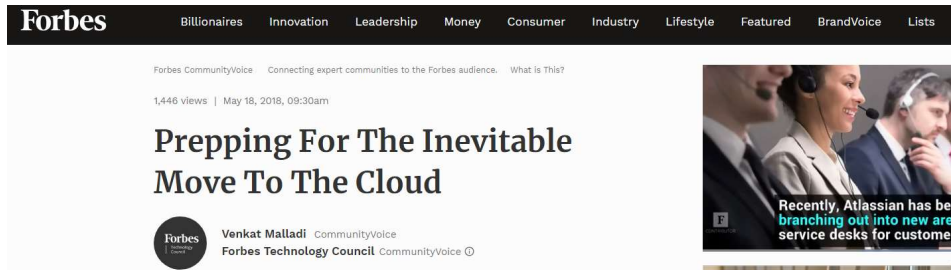 Forbes Billionaires Innovation Leadership Money Consumer Industry Lifestyle Featured BrandVoice Lists
Forbes CommunityVoice Connecting expert communities to the Forbes audience. What is This?
1,446 views | May 18, 2018, 09:30am
Prepping For The Inevitable
Move To The Cloud
Forbes
Technology
Council
Venkat Malladi CommunityVoice
Forbes Technology Council CommunityVoice
F
Recently, Atlassian has be
branching out into new are
service desks for custome